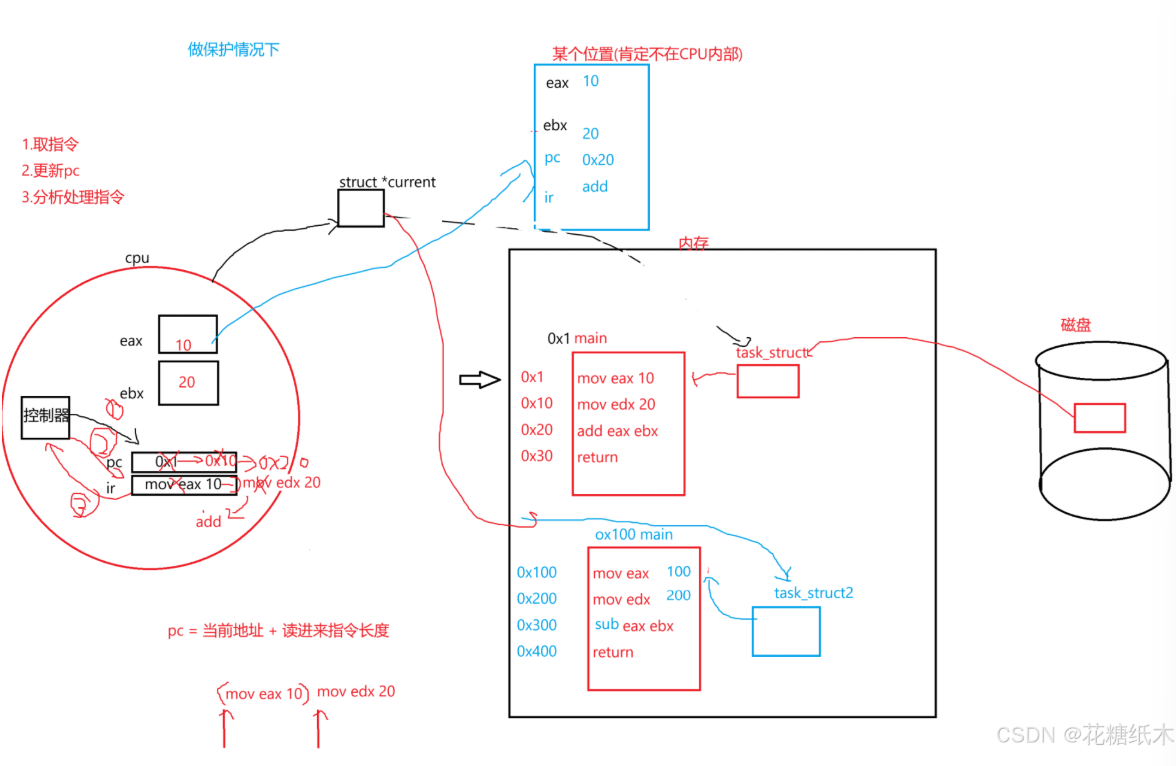 做保护情况下
某个位置(肯定不在CPU内部)
eax 10
ebx 20
pc 0x20
ir add
1.取指令
2.更新pc
3.分析处理指令
struct *current
cpu
eax 10
ebx 20
控制器
pc 0x1 0x10 0x20
ir mov eax 10 mov edx 20
add
内存
0x1 main
task_struct
0x1 mov eax 10
0x10 mov edx 20
0x20 add eax ebx
0x30 return
磁盘
ox100 main
task_struct2
0x100 mov eax 100
0x200 mov edx 200
0x300 sub eax ebx
0x400 return
pc = 当前地址 + 读进来指令长度
(mov eax 10) mov edx 20
CSDN @花糖纸木